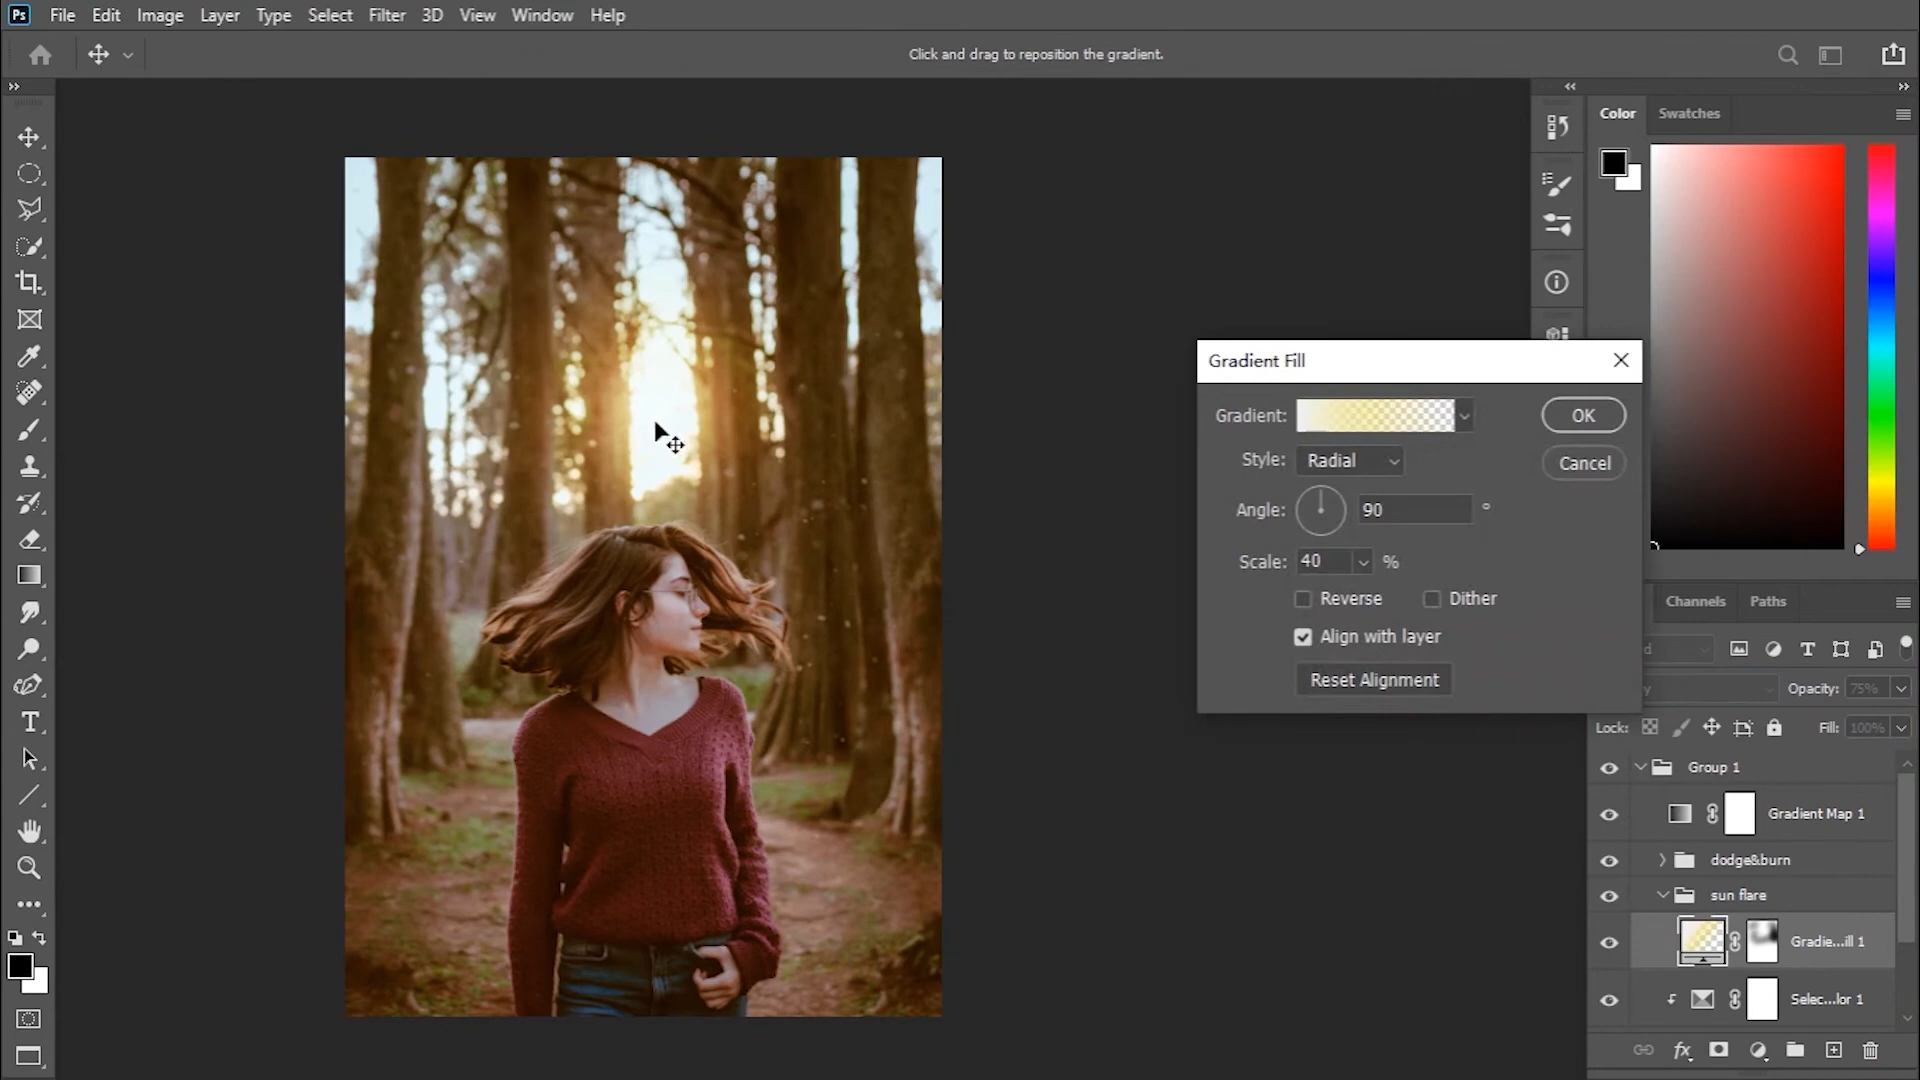 Ps File Edit Image Layer Type Select Filter 3D View Window Help
Click and drag to reposition the gradient.
Color Swatches
Gradient Fill
Gradient: OK
Style: Radial Cancel
Angle: 90 °
Scale: 40 %
Reverse Dither
Align with layer
Reset Alignment
Channels Paths
Opacity: 75%
Lock: Fill: 100%
Group 1
Gradient Map 1
dodge&burn
sun flare
Gradie...ill 1
Selec...lor 1
fx